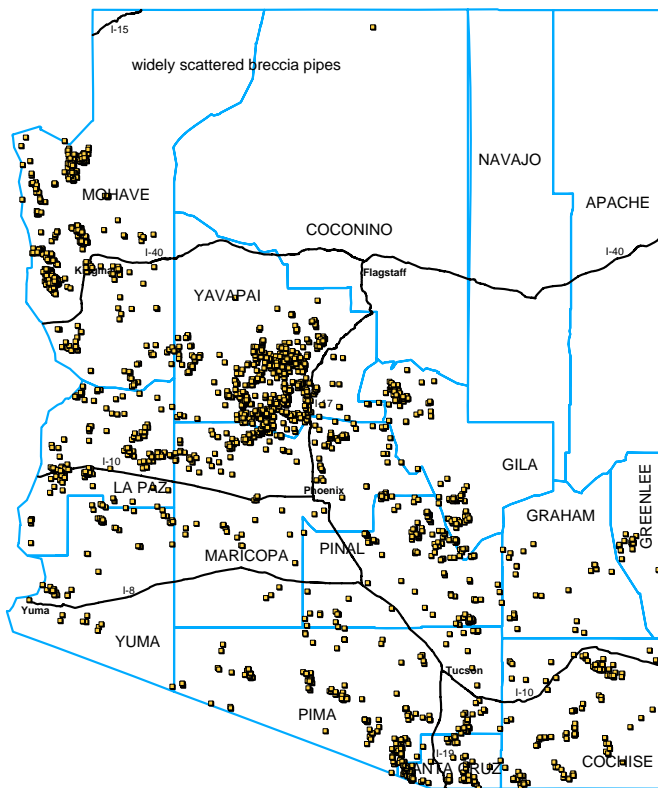 I-15
widely scattered breccia pipes
NAVAJO
MOHAVE
APACHE
COCONINO
I-40
I-40
Kingman
Flagstaff
YAVAPAI
I-17
I-10
GILA
LA PAZ
Phoenix
GREENLEE
GRAHAM
MARICOPA
PINAL
I-8
Yuma
YUMA
Tucson
I-10
PIMA
I-19
COCHISE
SANTA CRUZ